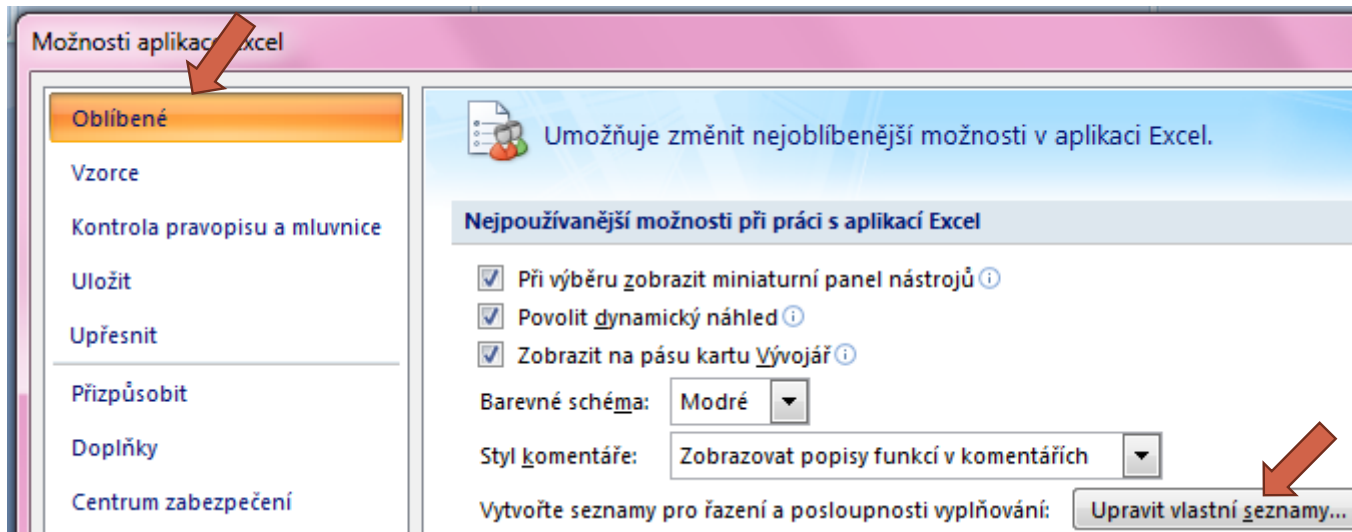 Možnosti aplikace Excel
Oblíbené
Vzorce
Kontrola pravopisu a mluvnice
Uložit
Upřesnit
Přizpůsobit
Doplňky
Centrum zabezpečení
Umožňuje změnit nejoblíbenější možnosti v aplikaci Excel.
Nejpoužívanější možnosti při práci s aplikací Excel
Při výběru zobrazit miniaturní panel nástrojů
Povolit dynamický náhled
Zobrazit na pásu kartu Vývojář
Barevné schéma: Modré
Styl komentáře: Zobrazovat popisy funkcí v komentářích
Vytvořte seznamy pro řazení a posloupnosti vyplňování: Upravit vlastní seznamy...